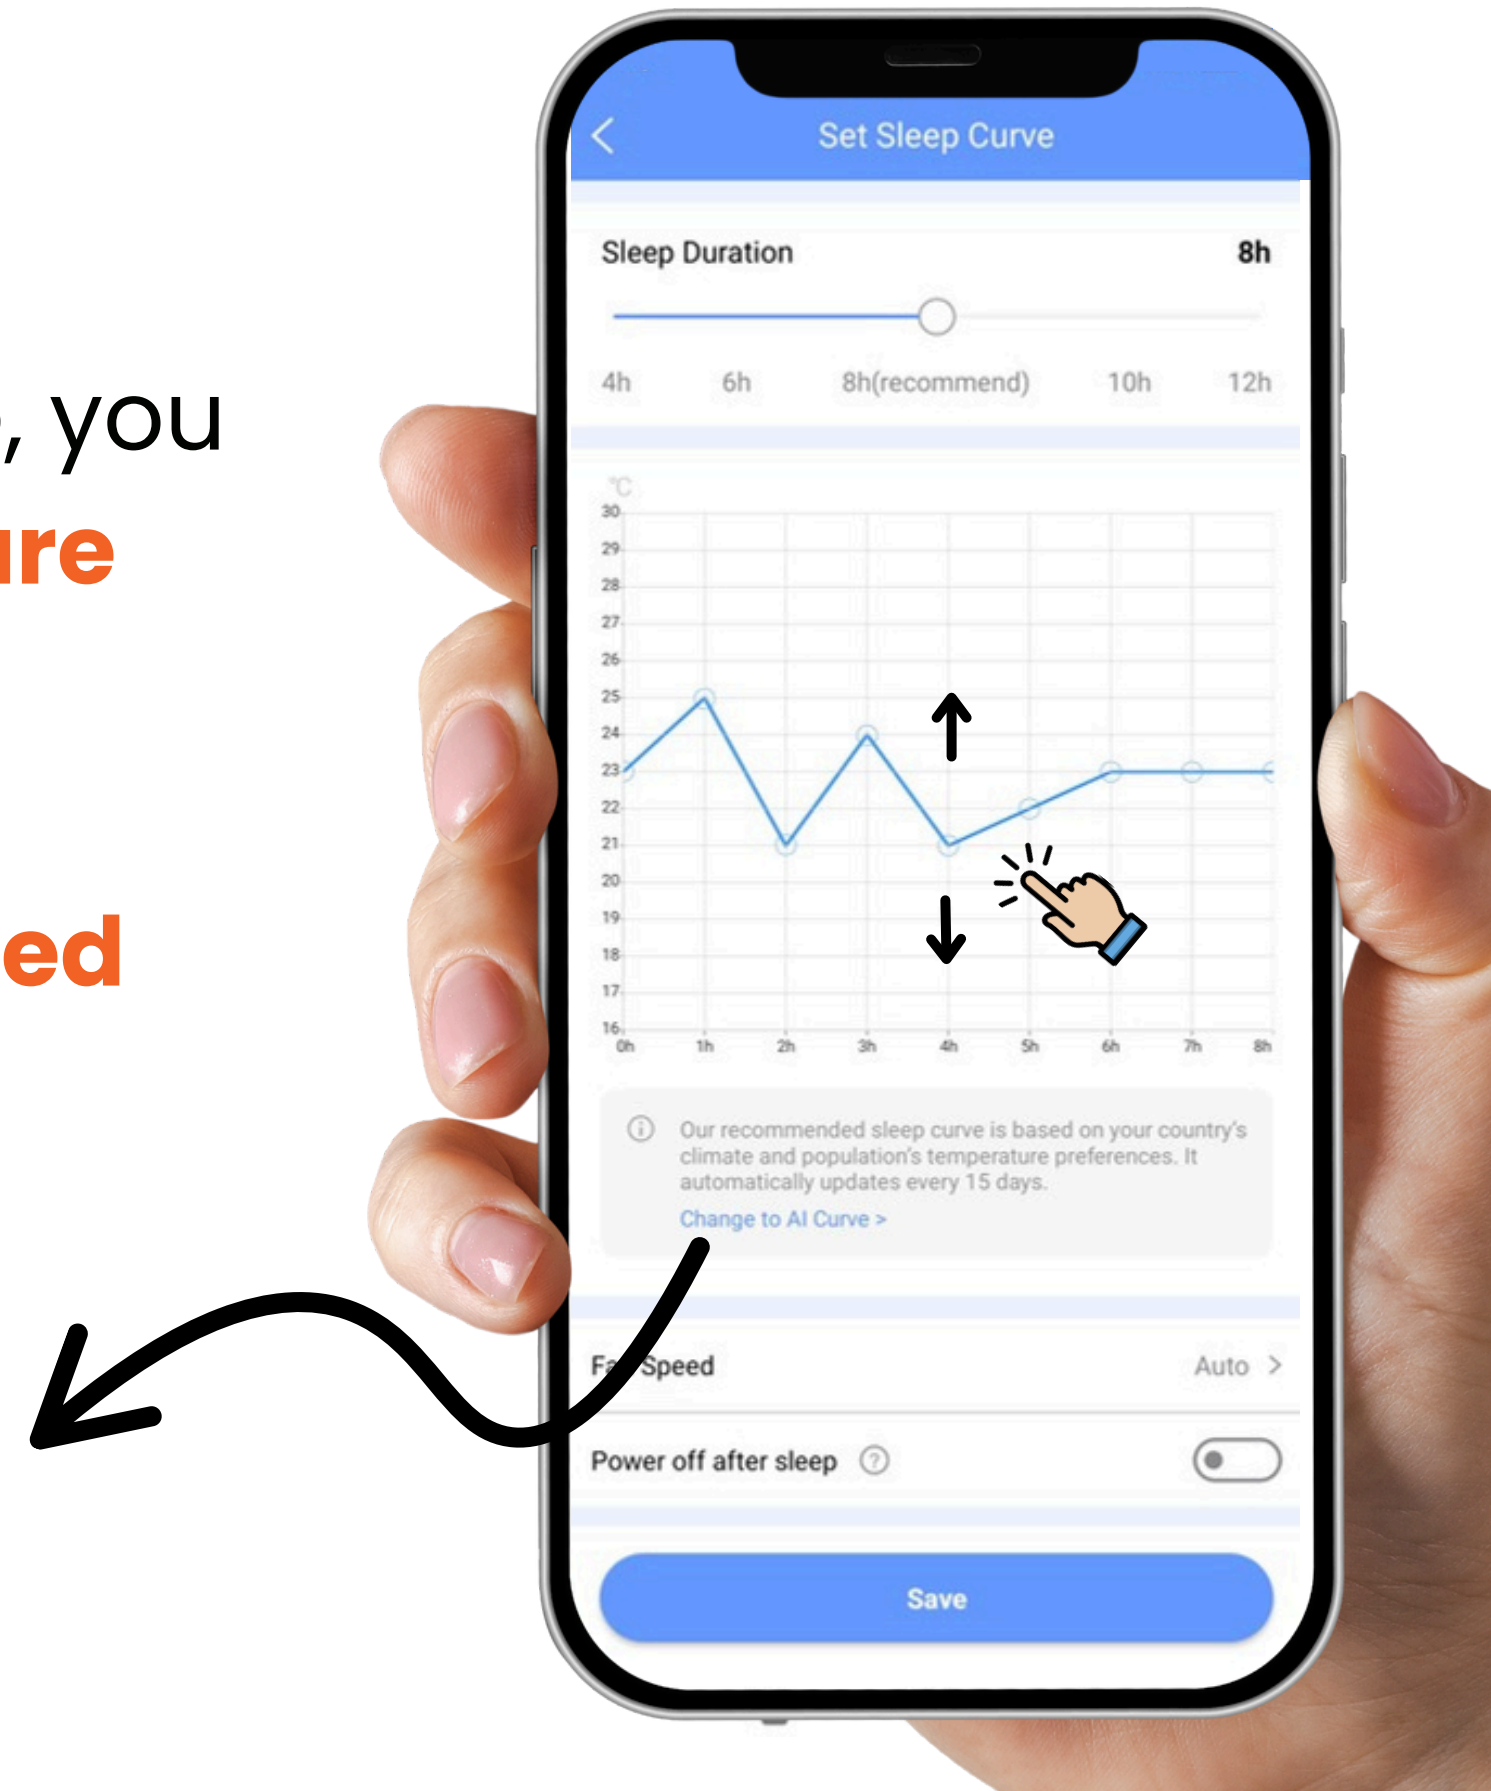 Set Sleep Curve
Sleep Duration 8h
4h 6h 8h(recommend) 10h 12h
, you
ure
ed
°C
30
29
28
27
26
25
24
23
22
21
20
19
18
17
16
0h 1h 2h 3h 4h 5h 6h 7h 8h
Our recommended sleep curve is based on your country's
climate and population's temperature preferences. It
automatically updates every 15 days.
Change to AI Curve >
Speed Auto >
Power off after sleep ?
Save